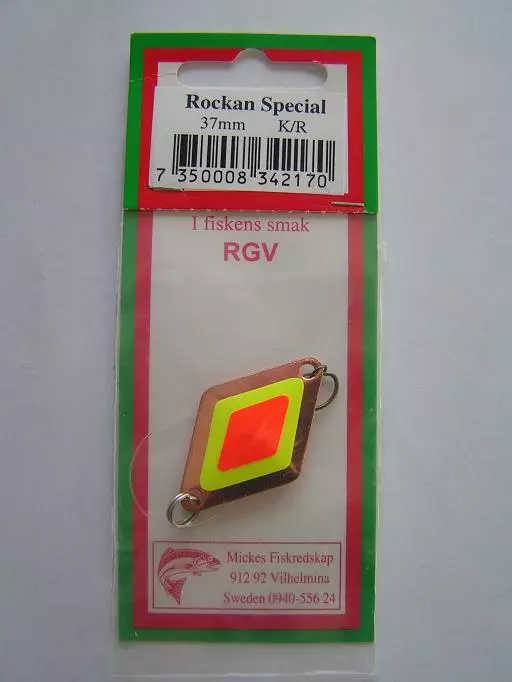 Rockan Special
37mm K/R
7 350008 342170
I fiskens smak
RGV
Mickes Fiskredskap
912 92 Vilhelmina
Sweden 0940-556 24